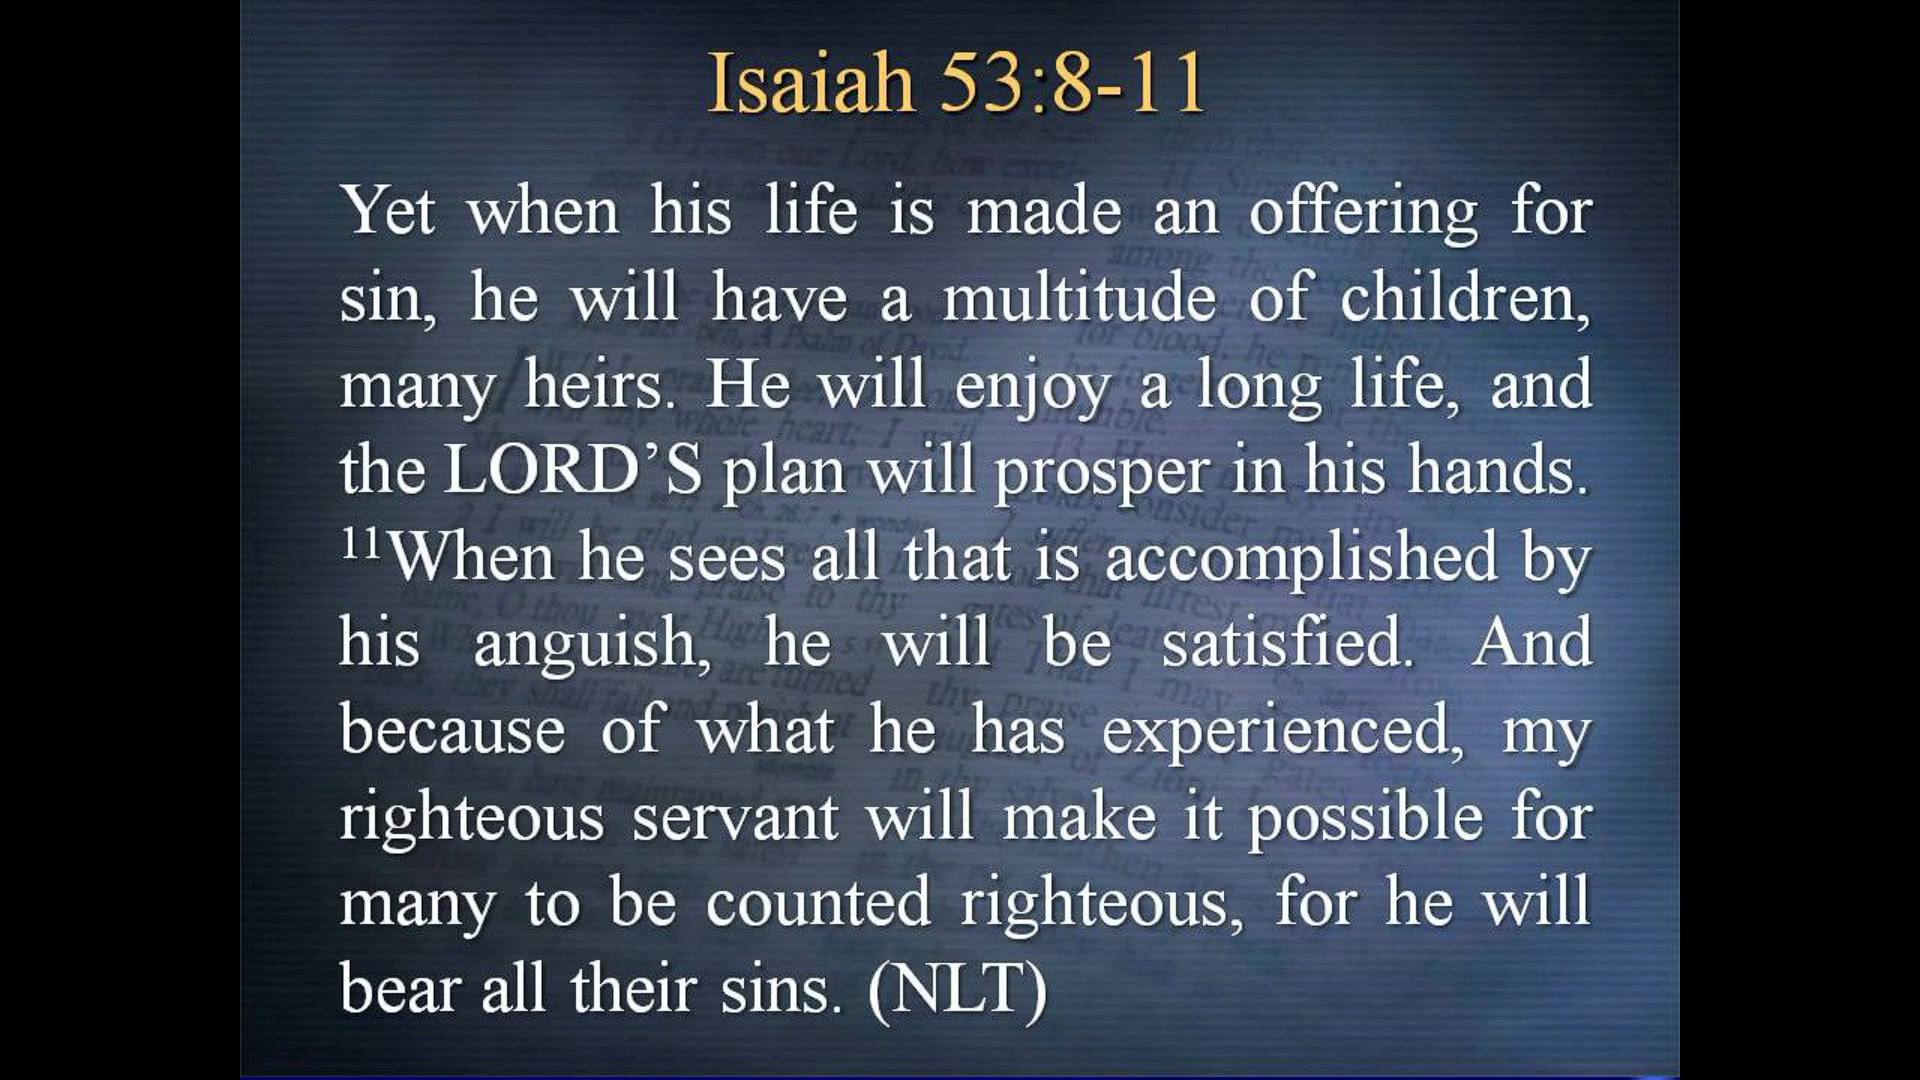 Isaiah 53:8-11
Yet when his life is made an offering for
sin, he will have a multitude of children,
many heirs. He will enjoy a long life, and
the LORD’S plan will prosper in his hands.
¹¹When he sees all that is accomplished by
his anguish, he will be satisfied. And
because of what he has experienced, my
righteous servant will make it possible for
many to be counted righteous, for he will
bear all their sins. (NLT)